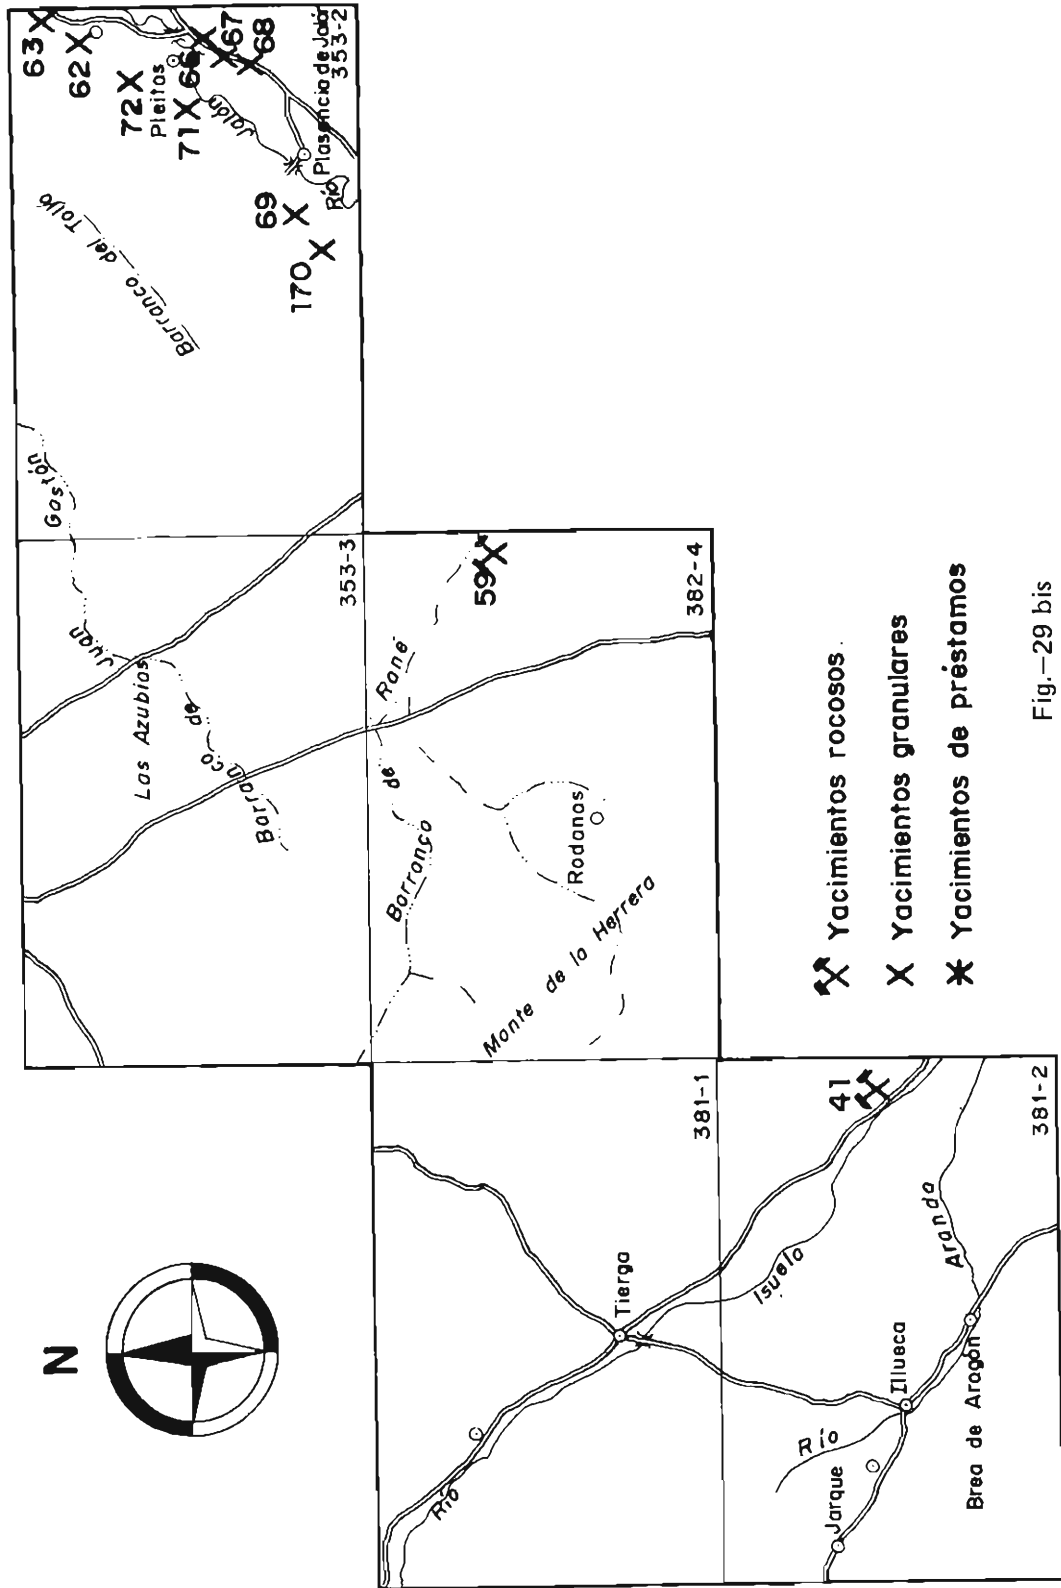 N
63
62
72
Pleitas
71
66
67
68
Jalón
Río
Plasencia de Jalón
353-2
69
170
Barranco del Tollo
Gastón
Juan
de
Barranco
Las Azubias
353-3
59
382-4
Rané
de
Barranco
Rodanas
Monte de la Herrera
381-1
Tierga
Río
Isuela
41
381-2
Aranda
Río
Illueca
Jarque
Brea de Aragón
Yacimientos rocosos.
Yacimientos granulares
Yacimientos de préstamos
Fig.—29 bis